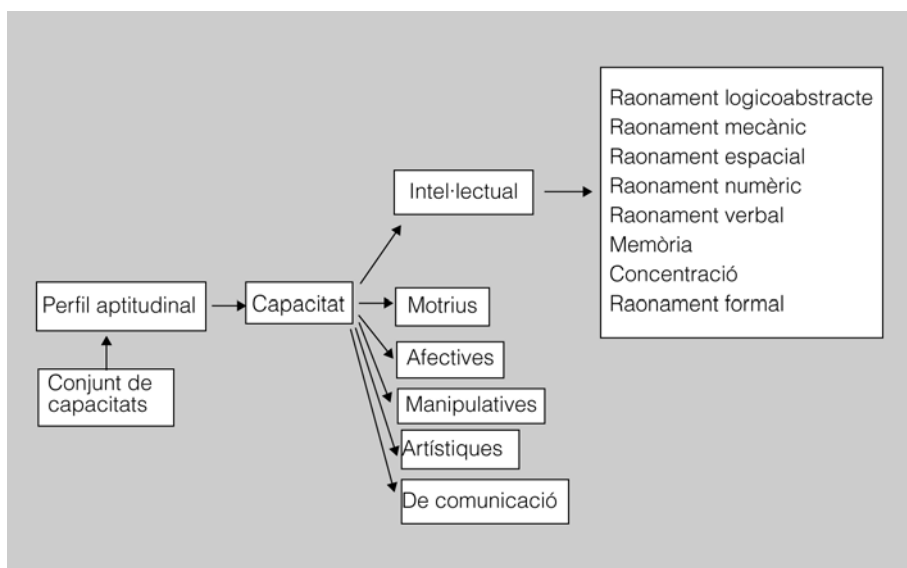 Perfil aptitudinal
Conjunt de
capacitats
Capacitat
Intel·lectual
Motrius
Afectives
Manipulatives
Artístiques
De comunicació
Raonament logicoabstracte
Raonament mecànic
Raonament espacial
Raonament numèric
Raonament verbal
Memòria
Concentració
Raonament formal